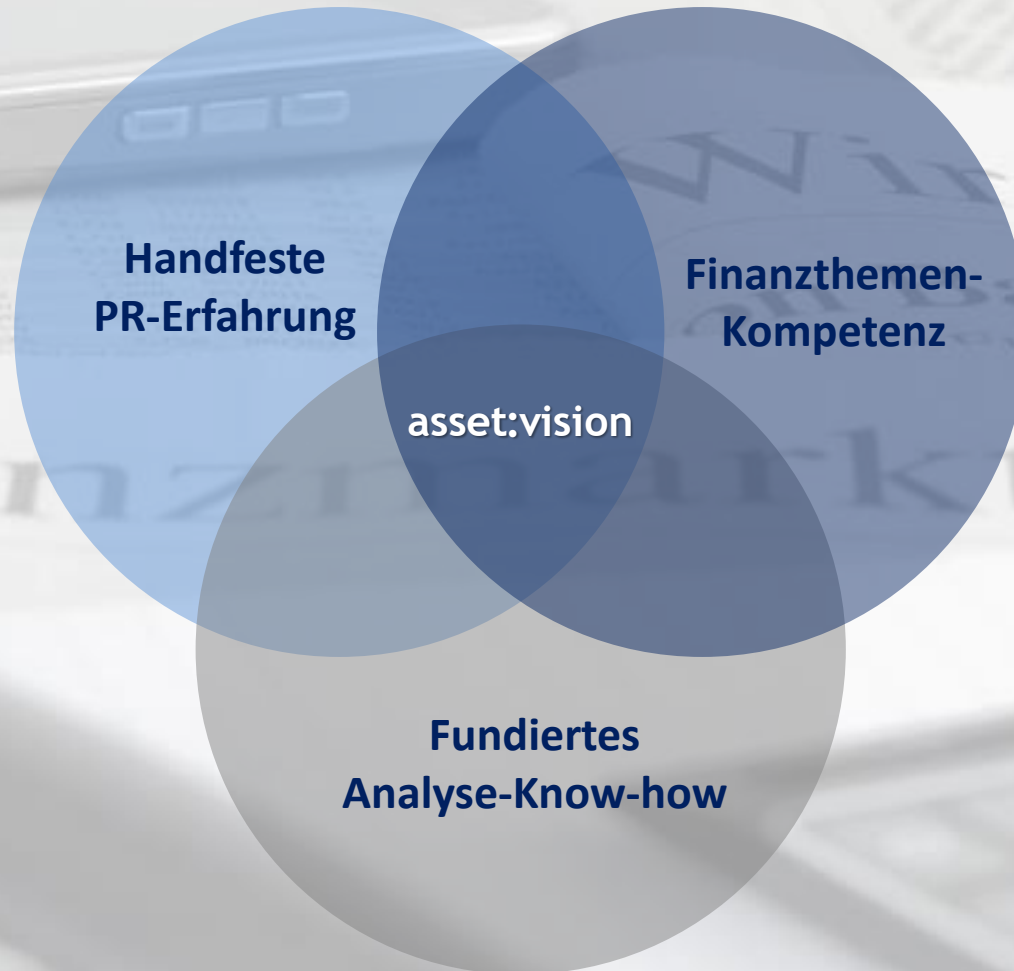 Handfeste
PR-Erfahrung
Finanzthemen-
Kompetenz
asset:vision
Fundiertes
Analyse-Know-how